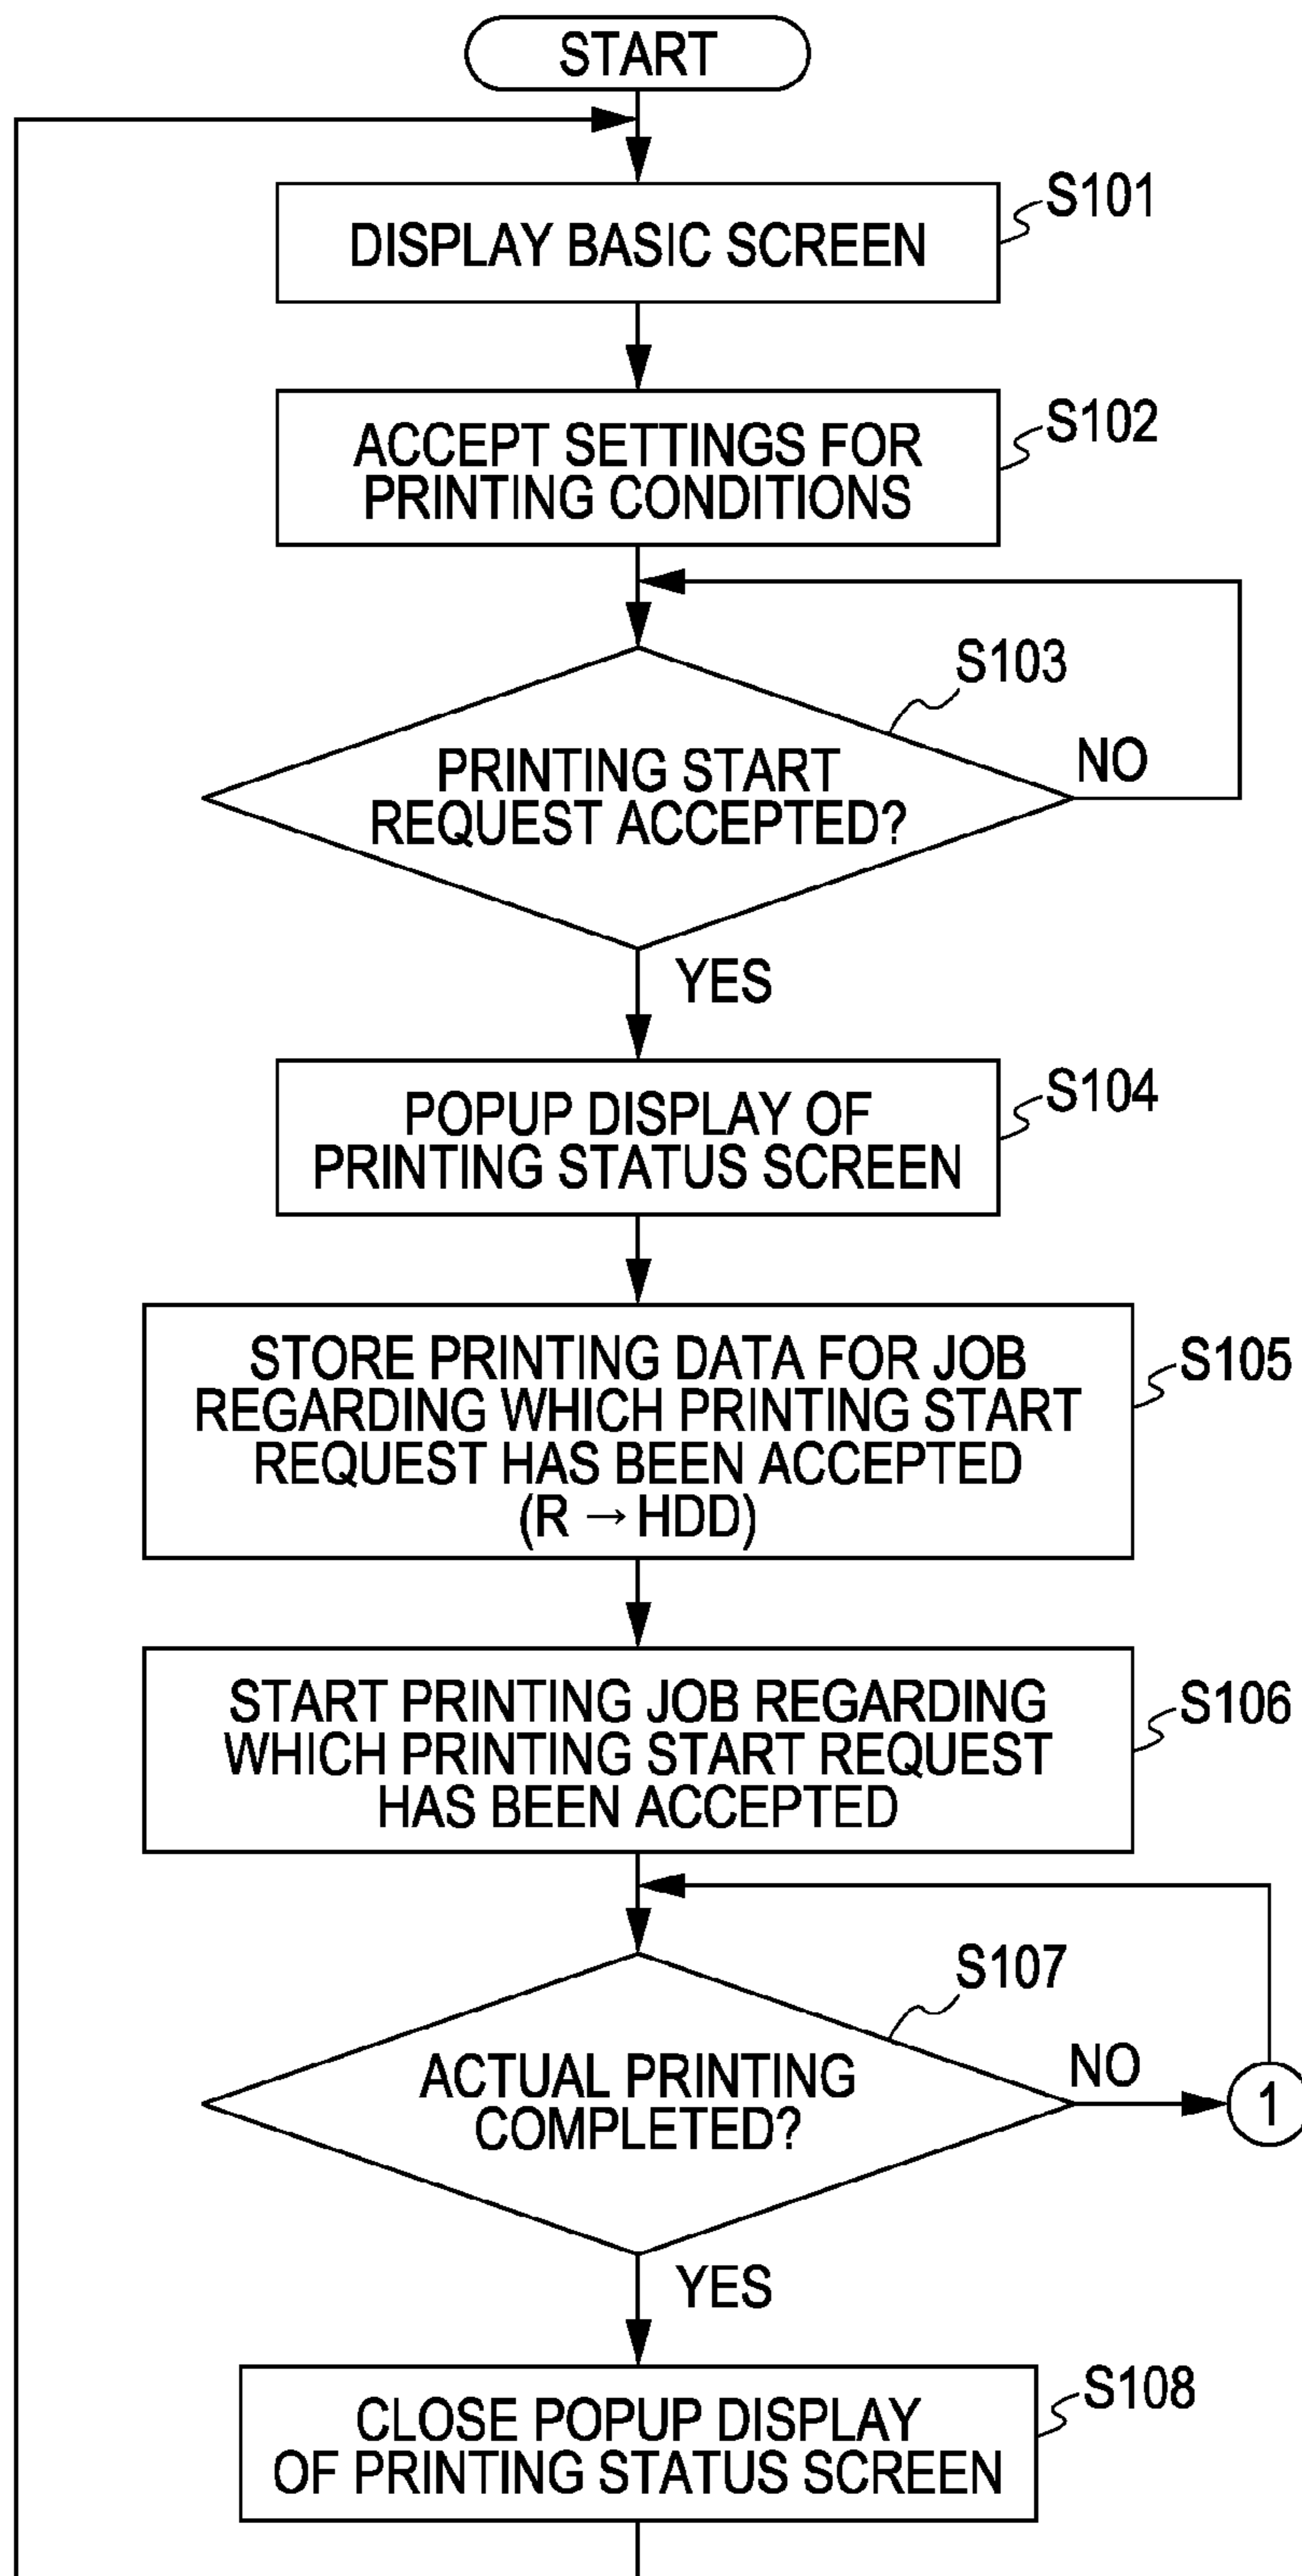 START
S101
DISPLAY BASIC SCREEN
S102
ACCEPT SETTINGS FOR
PRINTING CONDITIONS
S103
PRINTING START
REQUEST ACCEPTED?
NO
YES
S104
POPUP DISPLAY OF
PRINTING STATUS SCREEN
S105
STORE PRINTING DATA FOR JOB
REGARDING WHICH PRINTING START
REQUEST HAS BEEN ACCEPTED
(R → HDD)
S106
START PRINTING JOB REGARDING
WHICH PRINTING START REQUEST
HAS BEEN ACCEPTED
S107
ACTUAL PRINTING
COMPLETED?
NO
1
YES
S108
CLOSE POPUP DISPLAY
OF PRINTING STATUS SCREEN